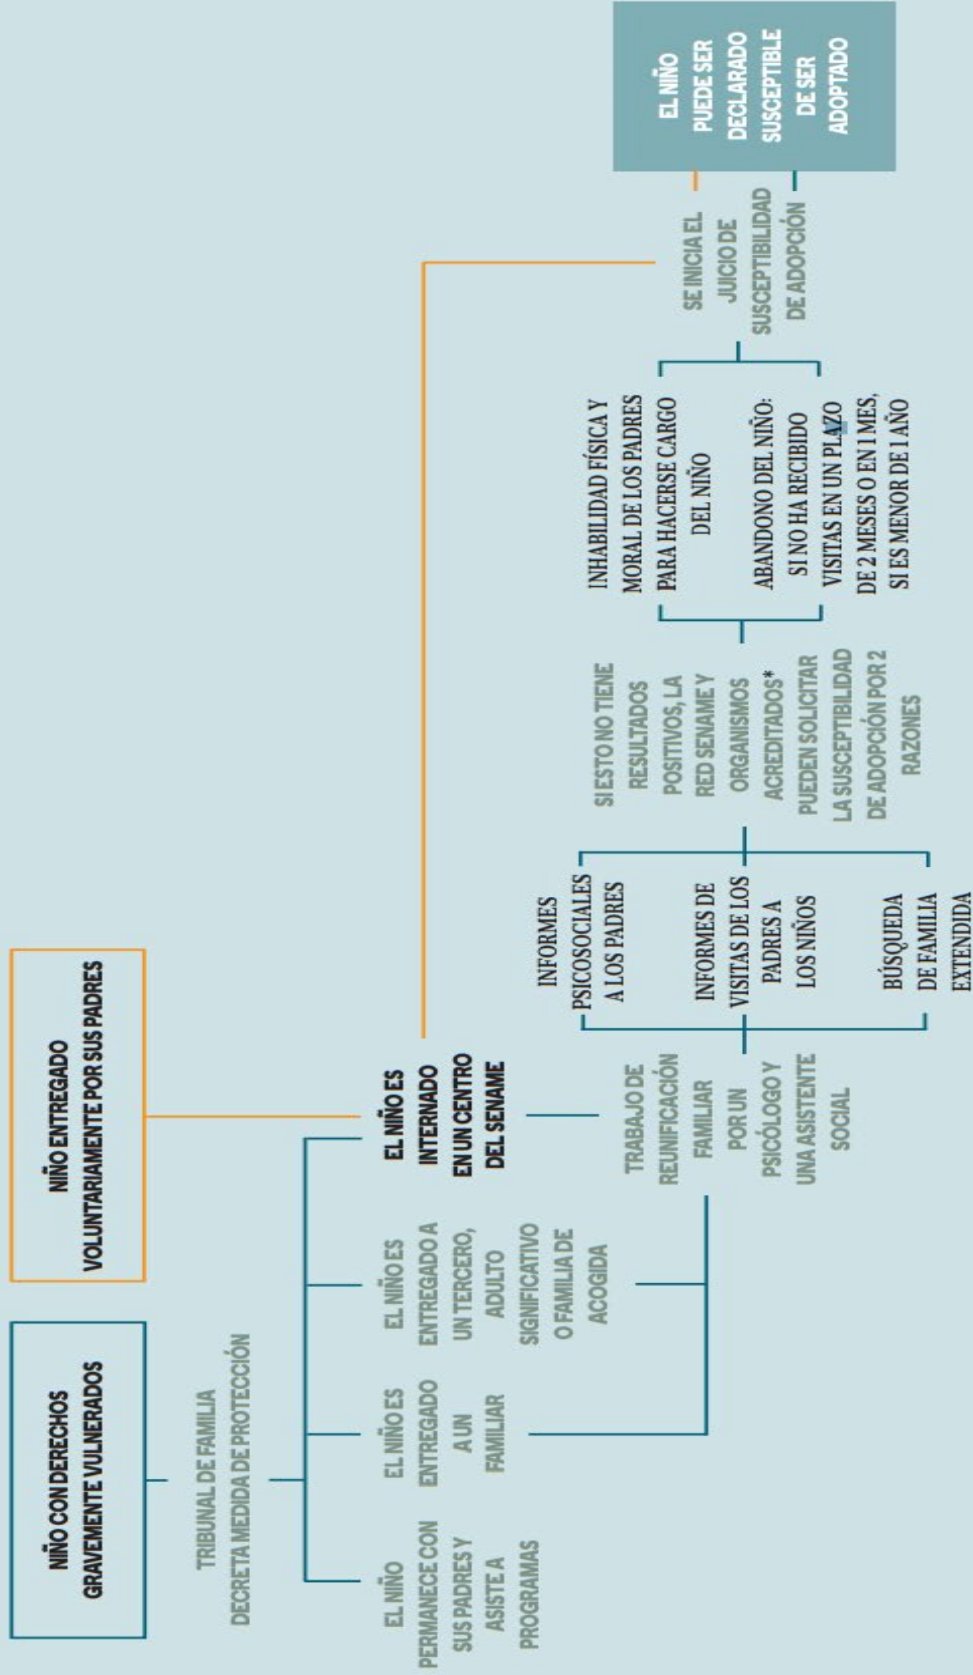 NIÑO CON DERECHOS
GRAVEMENTE VULNERADOS
NIÑO ENTREGADO
VOLUNTARIAMENTE POR SUS PADRES
TRIBUNAL DE FAMILIA
DECRETA MEDIDA DE PROTECCIÓN
EL NIÑO
PERMANECE CON
SUS PADRES Y
ASISTE A
PROGRAMAS
EL NIÑO ES
ENTREGADO
A UN
FAMILIAR
EL NIÑO ES
ENTREGADO A
UN TERCERO,
ADULTO
SIGNIFICATIVO
O FAMILIA DE
ACOGIDA
EL NIÑO ES
INTERNADO
EN UN CENTRO
DEL SENAME
TRABAJO DE
REUNIFICACIÓN
FAMILIAR
POR UN
PSICÓLOGO Y
UNA ASISTENTE
SOCIAL
INFORMES
PSICOSOCIALES
A LOS PADRES
INFORMES DE
VISITAS DE LOS
PADRES A
LOS NIÑOS
BÚSQUEDA
DE FAMILIA
EXTENDIDA
SI ESTO NO TIENE
RESULTADOS
POSITIVOS, LA
RED SENAME Y
ORGANISMOS
ACREDITADOS*
PUEDEN SOLICITAR
LA SUSCEPTIBILIDAD
DE ADOPCIÓN POR 2
RAZONES
INHABILIDAD FÍSICA Y
MORAL DE LOS PADRES
PARA HACERSE CARGO
DEL NIÑO
ABANDONO DEL NIÑO:
SI NO HA RECIBIDO
VISITAS EN UN PLAZO
DE 2 MESES O EN 1 MES,
SI ES MENOR DE 1 AÑO
SE INICIA EL
JUICIO DE
SUSCEPTIBILIDAD
DE ADOPCIÓN
EL NIÑO
PUEDE SER
DECLARADO
SUSCEPTIBLE
DE SER
ADOPTADO